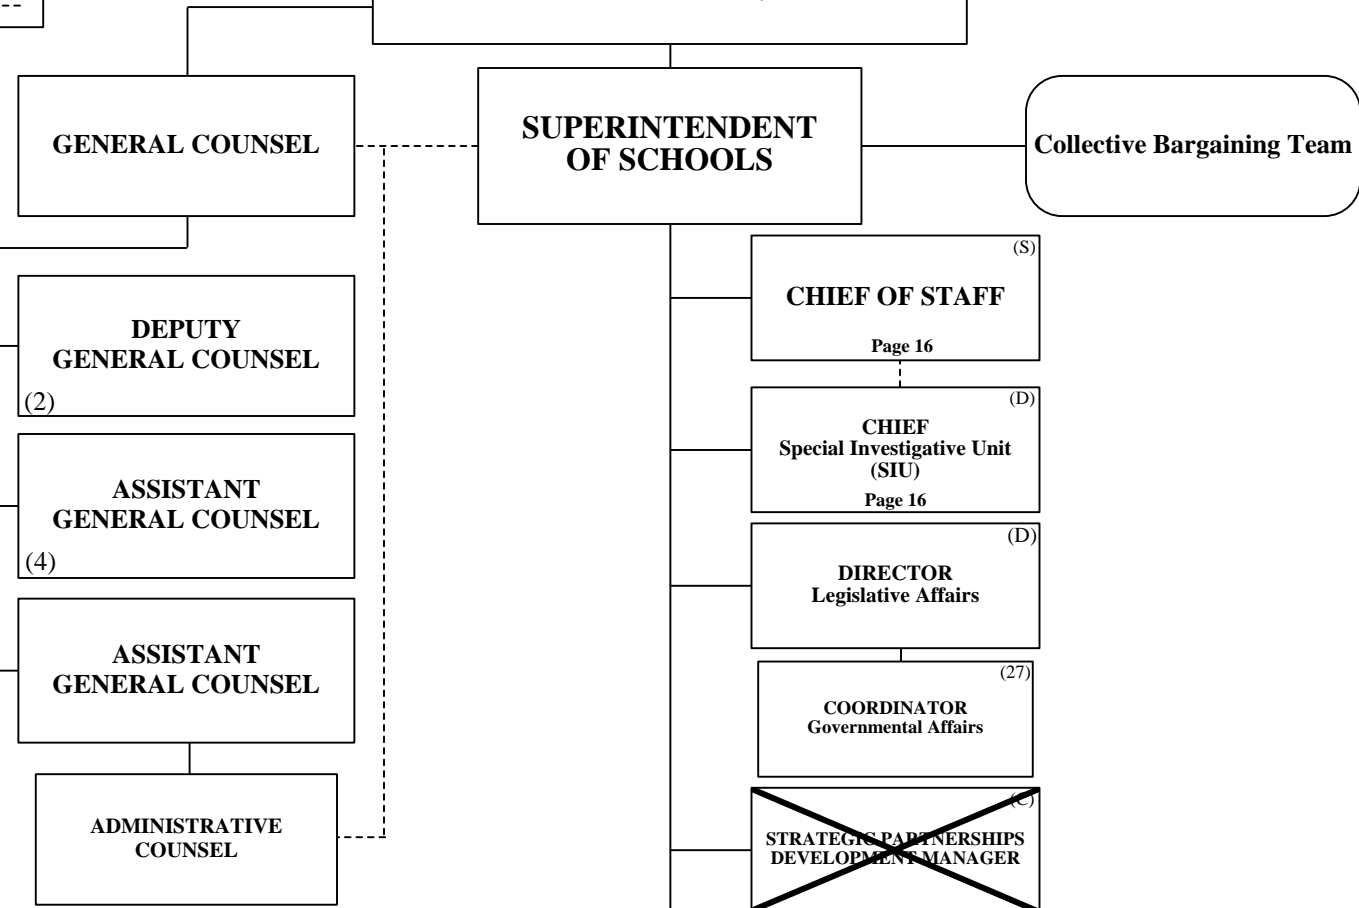 GENERAL COUNSEL
SUPERINTENDENT
OF SCHOOLS
Collective Bargaining Team
(S)
CHIEF OF STAFF
Page 16
DEPUTY
GENERAL COUNSEL
(2)
(D)
CHIEF
Special Investigative Unit
(SIU)
Page 16
ASSISTANT
GENERAL COUNSEL
(4)
(D)
DIRECTOR
Legislative Affairs
ASSISTANT
GENERAL COUNSEL
(27)
COORDINATOR
Governmental Affairs
ADMINISTRATIVE
COUNSEL
(C)
STRATEGIC PARTNERSHIPS
DEVELOPMENT MANAGER